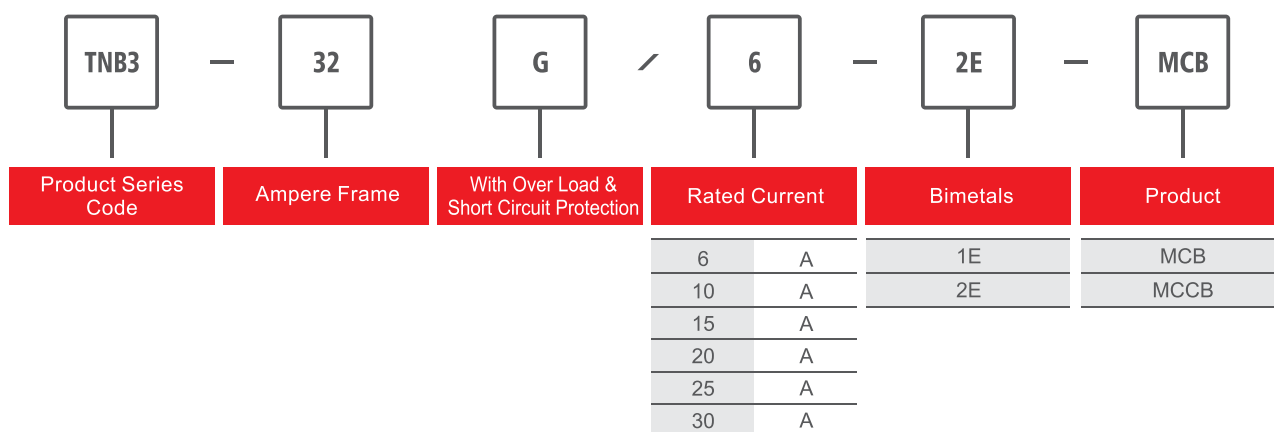 TNB3 – 32 G / 6 – 2E – MCB
Product Series
Code
Ampere Frame
With Over Load &
Short Circuit Protection
Rated Current
Bimetals
Product
6 A 1E MCB
10 A 2E MCCB
15 A
20 A
25 A
30 A